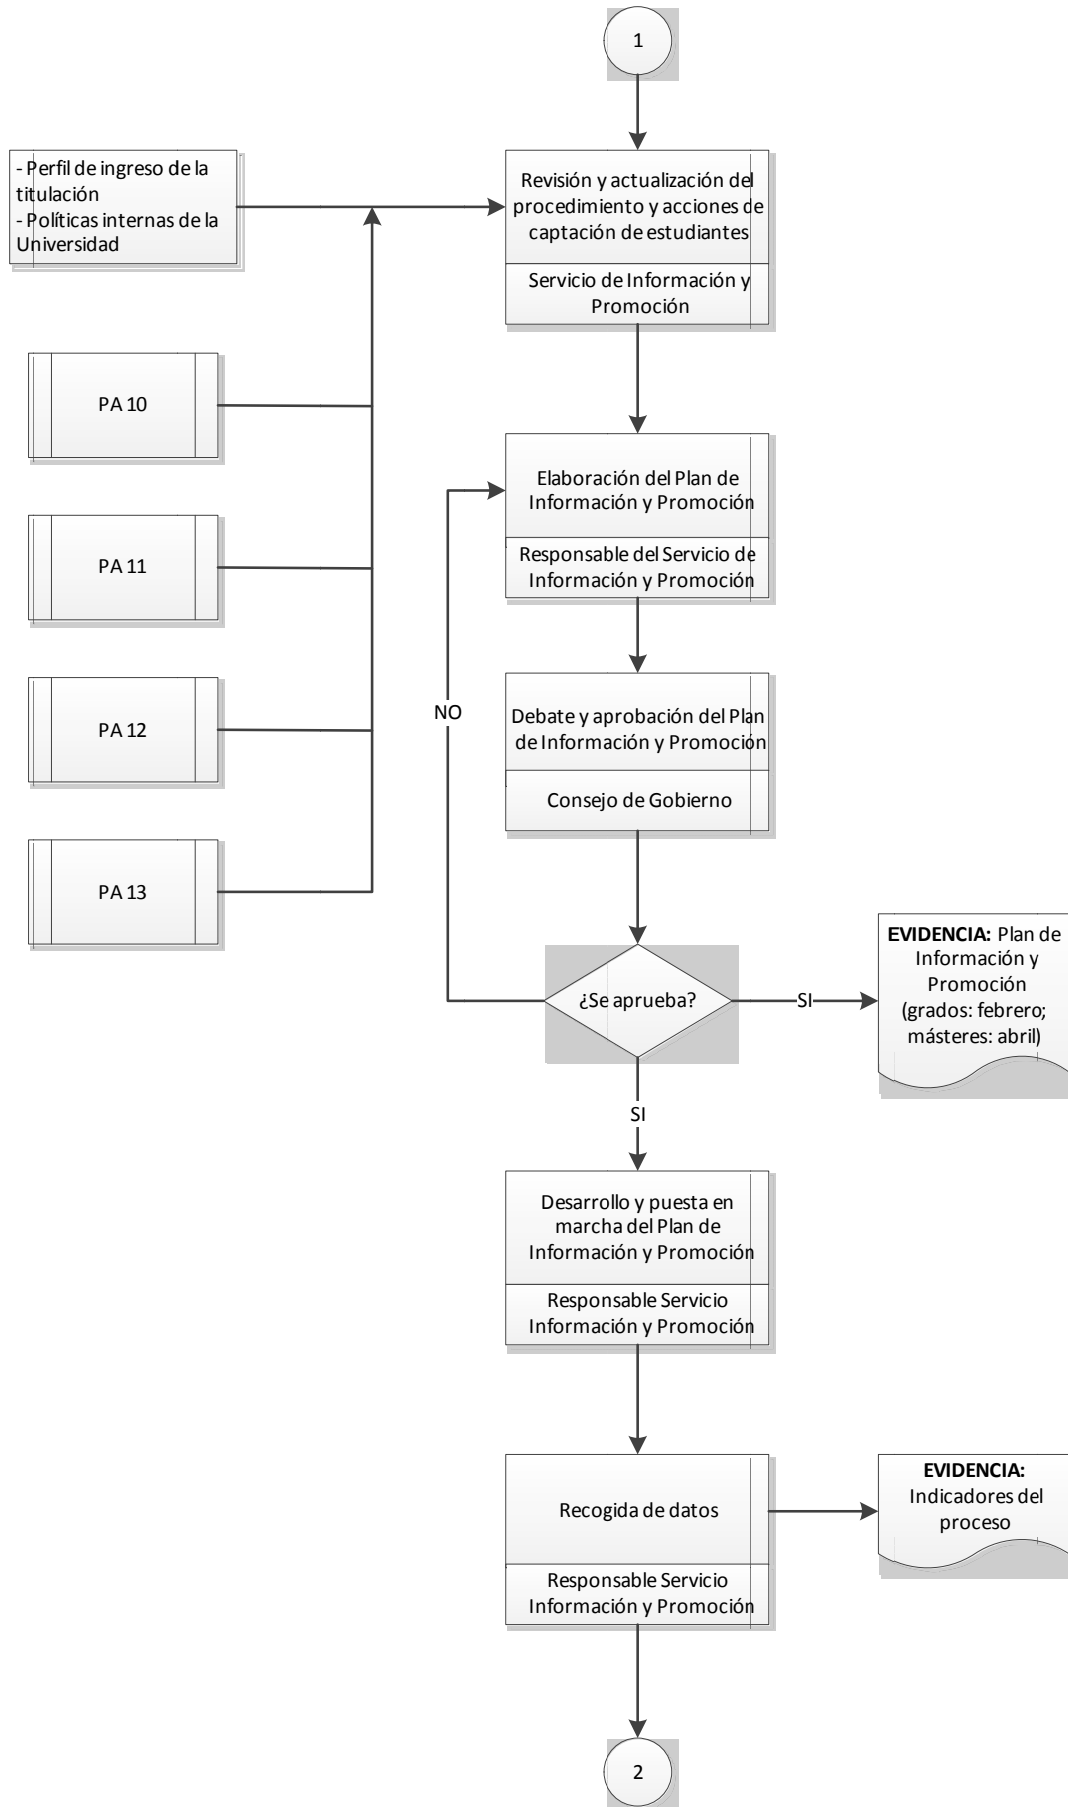 1
- Perfil de ingreso de la
titulación
- Políticas internas de la
Universidad
Revisión y actualización del
procedimiento y acciones de
captación de estudiantes
Servicio de Información y
Promoción
PA 10
PA 11
PA 12
PA 13
Elaboración del Plan de
Información y Promoción
Responsable del Servicio de
Información y Promoción
NO
Debate y aprobación del Plan
de Información y Promoción
Consejo de Gobierno
¿Se aprueba?
SI
EVIDENCIA: Plan de
Información y
Promoción
(grados: febrero;
másteres: abril)
SI
Desarrollo y puesta en
marcha del Plan de
Información y Promoción
Responsable Servicio
Información y Promoción
Recogida de datos
Responsable Servicio
Información y Promoción
EVIDENCIA:
Indicadores del
proceso
2